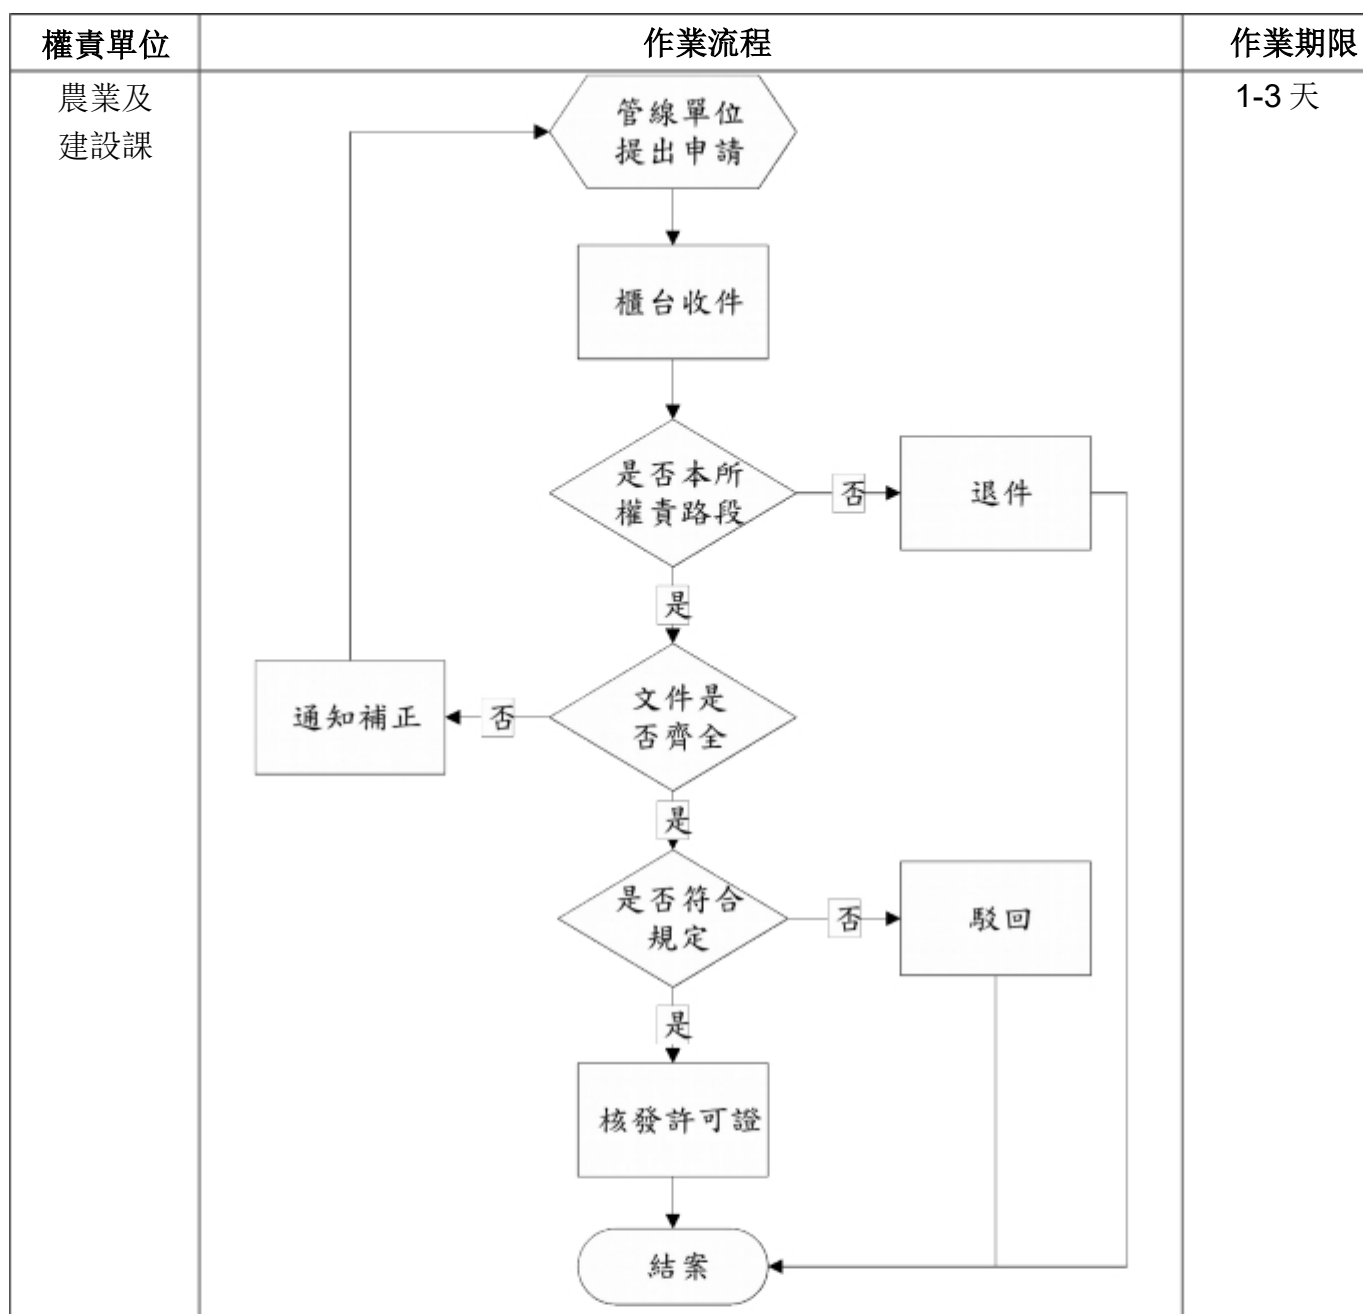 權責單位
作業流程
作業期限
農業及
建設課
1-3 天
管線單位
提出申請
櫃台收件
是否本所
權責路段
否
退件
是
文件是
否齊全
否
通知補正
是
是否符合
規定
否
駁回
是
核發許可證
結案